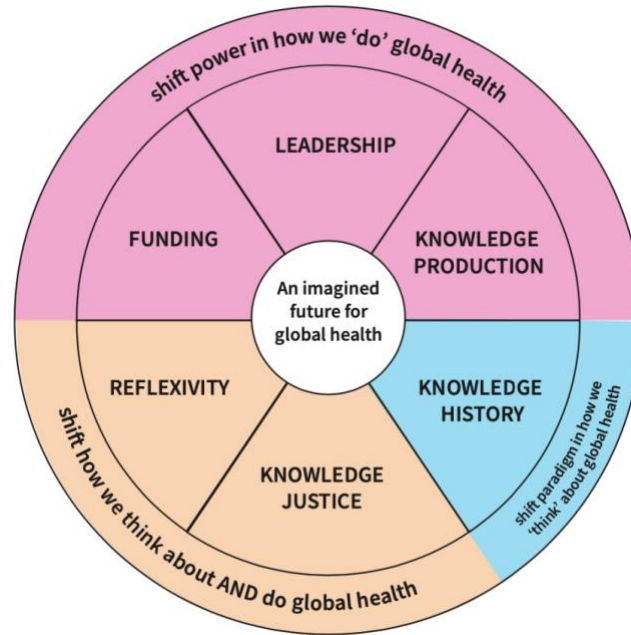 shift power in how we ‘do’ global health
LEADERSHIP
FUNDING
KNOWLEDGE
PRODUCTION
An imagined
future for
global health
REFLEXIVITY
KNOWLEDGE
HISTORY
KNOWLEDGE
JUSTICE
shift paradigm in how we
‘think’ about global health
shift how we think about AND do global health